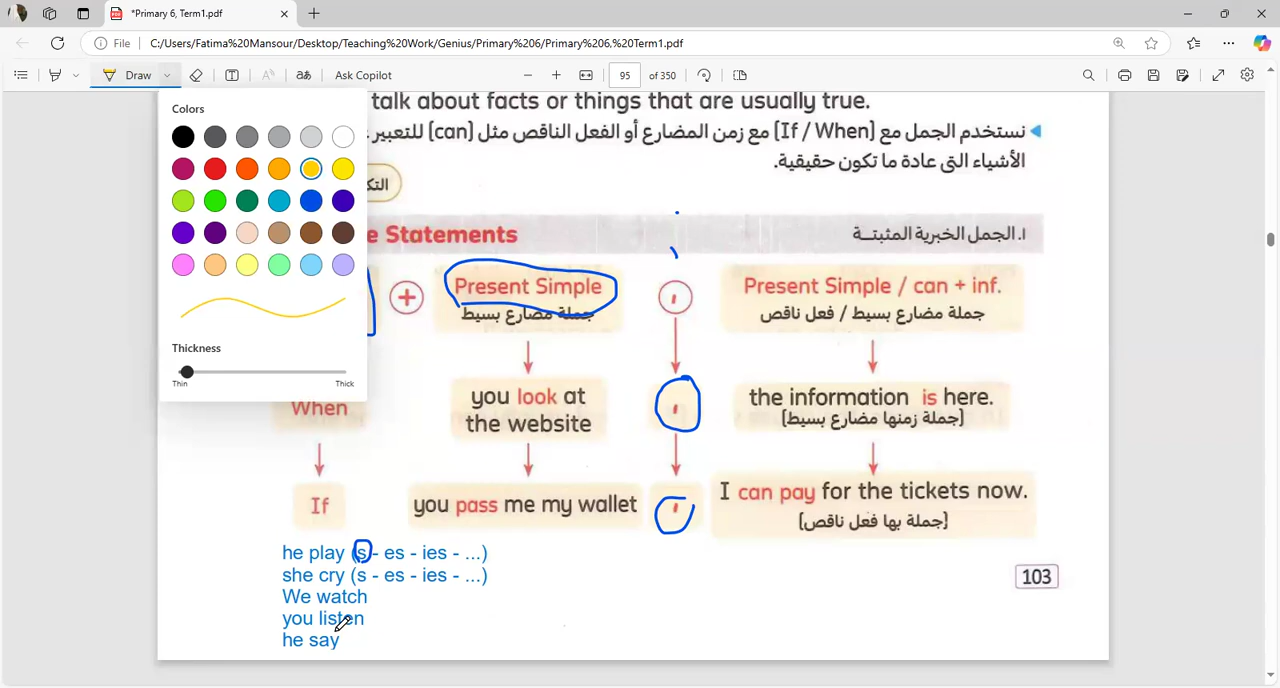 *Primary 6, Term1.pdf
File C:/Users/Fatima%20Mansour/Desktop/Teaching%20Work/Genius/Primary%206/Primary%206,%20Term1.pdf
Draw
Ask Copilot
95 of 350
Colors
Thickness
Thin Thick
talk about facts or things that are usually true.
نستخدم الجمل مع (If / When) مع زمن المضارع أو الفعل الناقص مثل (can) للتعبير
الأشياء التى عادة ما تكون حقيقية.
التك
e Statements
١. الجمل الخبرية المثبتة
+ Present Simple , Present Simple / can + inf.
جملة مضارع بسيط جملة مضارع بسيط / فعل ناقص
When you look at the website , the information is here.
(جملة زمنها مضارع بسيط)
If you pass me my wallet , I can pay for the tickets now.
(جملة بها فعل ناقص)
he play (s - es - ies - ...)
she cry (s - es - ies - ...)
We watch
you listen
he say
103